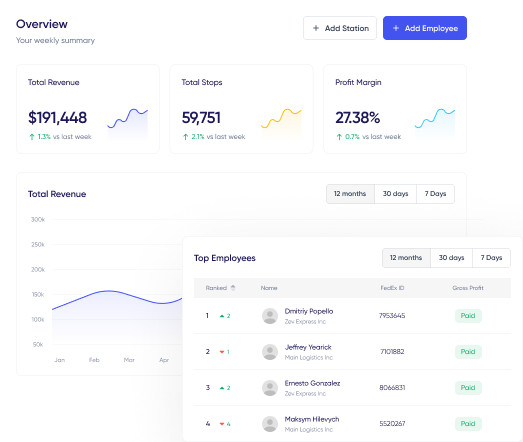 Overview
Your weekly summary
+ Add Station
+ Add Employee
Total Revenue
$191,448
↑ 1.3% vs last week
Total Stops
59,751
↑ 2.1% vs last week
Profit Margin
27.38%
↑ 0.7% vs last week
Total Revenue
12 months 30 days 7 Days
300k
250k
200k
150k
100k
50k
Jan Feb Mar Apr
Top Employees
12 months 30 days 7 Days
Ranked Name FedEx ID Gross Profit
1 ▲ 2 Dmitriy Popello 7953645 Paid
Zev Express Inc
2 ▼ 1 Jeffrey Yearick 7101882 Paid
Main Logistics Inc
3 ▲ 2 Ernesto Gonzalez 8066831 Paid
Zev Express Inc
4 ▼ 4 Maksym Hilevych 5520267 Paid
Main Logistics Inc